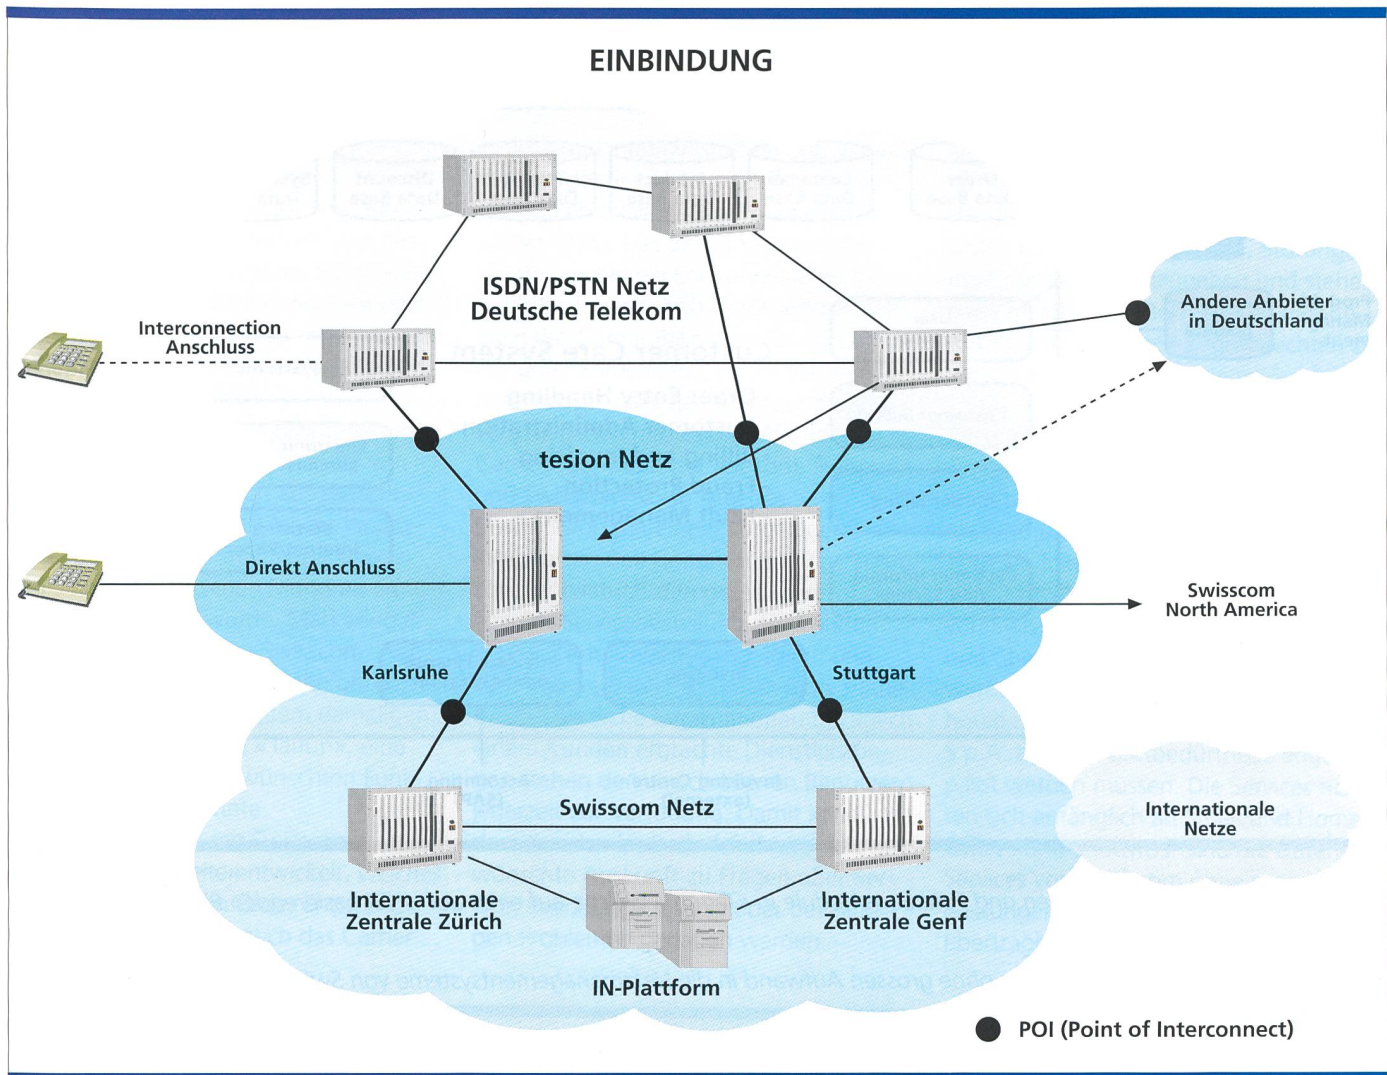 EINBINDUNG
ISDN/PSTN Netz
Deutsche Telekom
Interconnection
Anschluss
Andere Anbieter
in Deutschland
tesion Netz
Direkt Anschluss
Swisscom
North America
Karlsruhe
Stuttgart
Swisscom Netz
Internationale
Netze
Internationale
Zentrale Zürich
Internationale
Zentrale Genf
IN-Plattform
POI (Point of Interconnect)